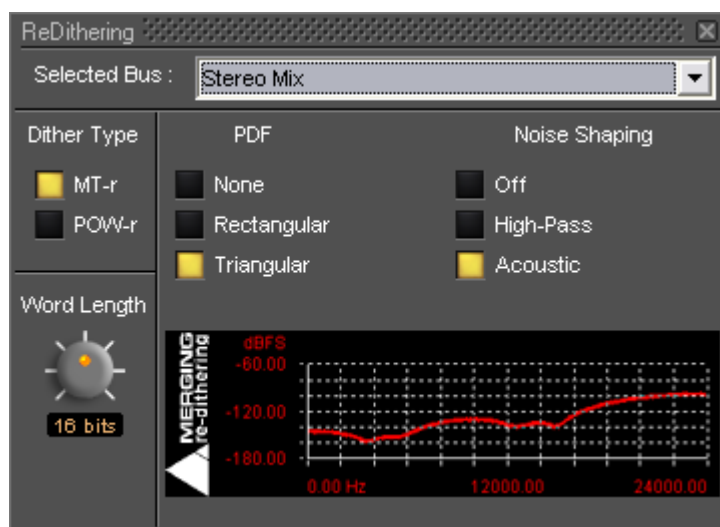 ReDithering
Selected Bus : Stereo Mix
Dither Type
MT-r
POW-r
Word Length
16 bits
PDF
None
Rectangular
Triangular
Noise Shaping
Off
High-Pass
Acoustic
MERGING
re-dithering
dBFS
-60.00
-120.00
-180.00
0.00 Hz 12000.00 24000.00